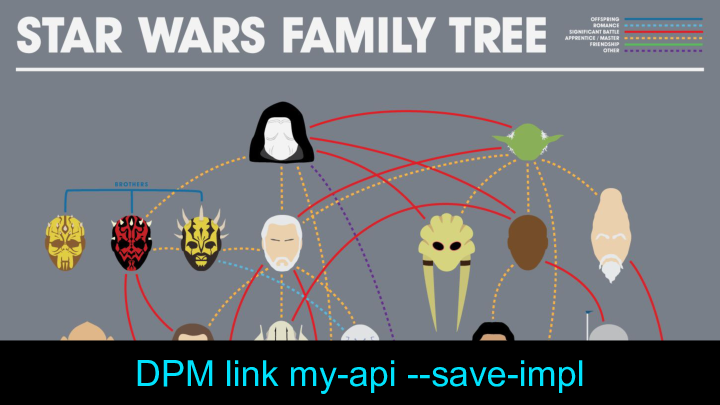 STAR WARS FAMILY TREE
OFFSPRING
ROMANCE
SIGNIFICANT BATTLE
APPRENTICE / MASTER
FRIENDSHIP
OTHER
BROTHERS
DPM link my-api --save-impl